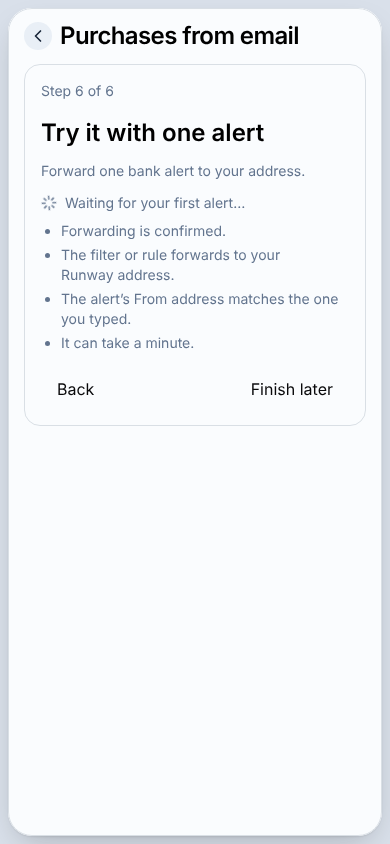 Purchases from email
Step 6 of 6
Try it with one alert
Forward one bank alert to your address.
Waiting for your first alert…
• Forwarding is confirmed.
• The filter or rule forwards to your
Runway address.
• The alert’s From address matches the one
you typed.
• It can take a minute.
Back
Finish later